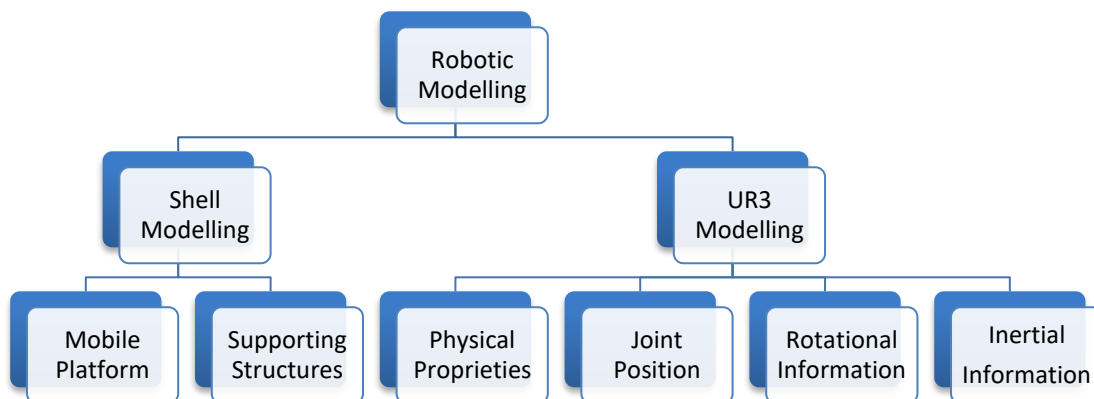 Robotic
Modelling
Shell
Modelling
UR3
Modelling
Mobile
Platform
Supporting
Structures
Physical
Proprieties
Joint
Position
Rotational
Information
Inertial
Information